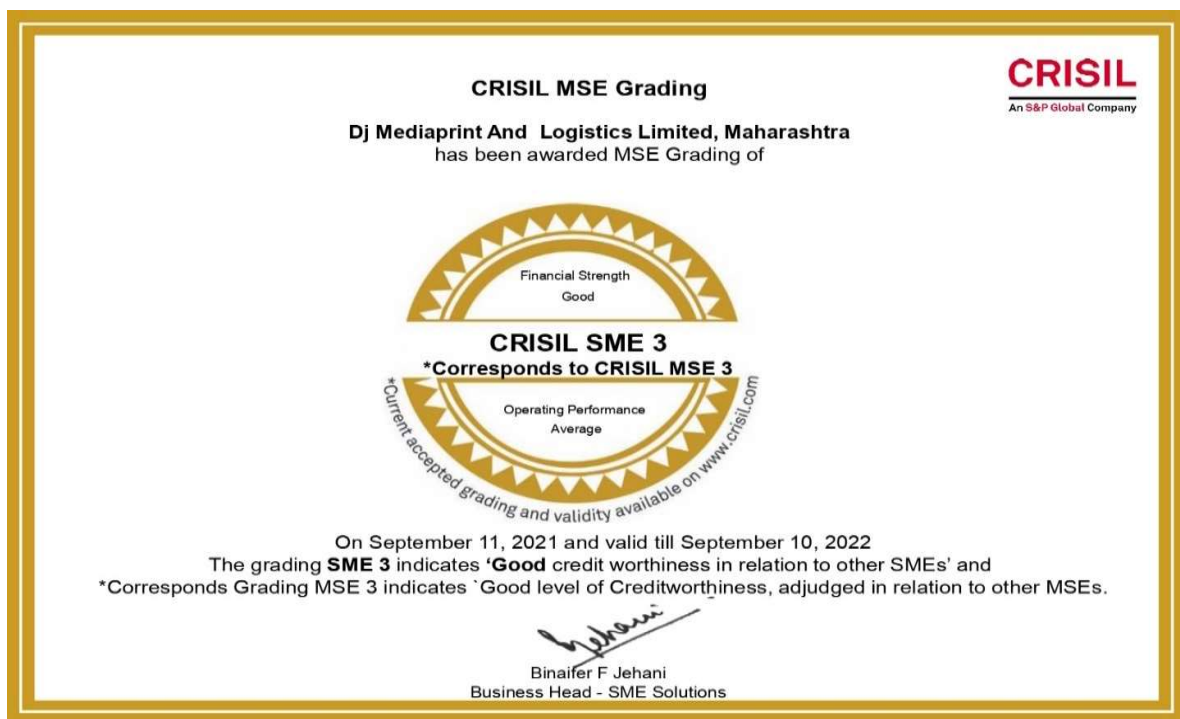 CRISIL
An S&P Global Company
CRISIL MSE Grading
Dj Mediaprint And Logistics Limited, Maharashtra
has been awarded MSE Grading of
Financial Strength
Good
CRISIL SME 3
*Corresponds to CRISIL MSE 3
Operating Performance
Average
*Current accepted grading and validity available on www.crisil.com
On September 11, 2021 and valid till September 10, 2022
The grading SME 3 indicates ‘Good credit worthiness in relation to other SMEs’ and
*Corresponds Grading MSE 3 indicates `Good level of Creditworthiness, adjudged in relation to other MSEs.
Jehani
Binaifer F Jehani
Business Head - SME Solutions